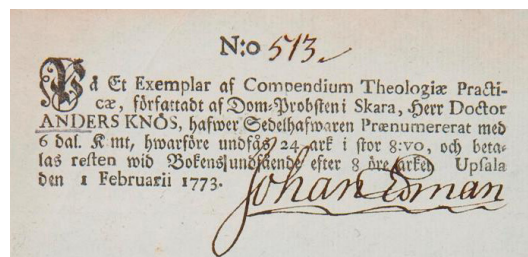 N:o 513.
På Et Exemplar af Compendium Theologiæ Practi-
cæ, författadt af Dom-Probsten i Skara, Herr Doctor
ANDERS KNÖS, hafwer Sedelhafwaren Prænumererat med
6 dal. K mt, hwarföre undfås 24 ark i stor 8:vo, och beta-
las resten wid Bokens undfående efter 8 öre arket. Upsala
den 1 Februarii 1773.
Johan Edman